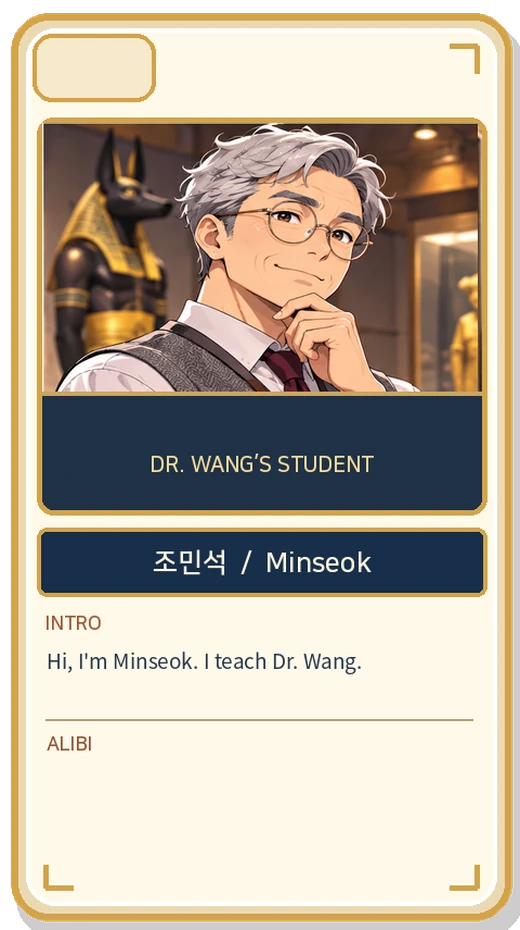 DR. WANG'S STUDENT
조민석 / Minseok
INTRO
Hi, I'm Minseok. I teach Dr. Wang.
ALIBI